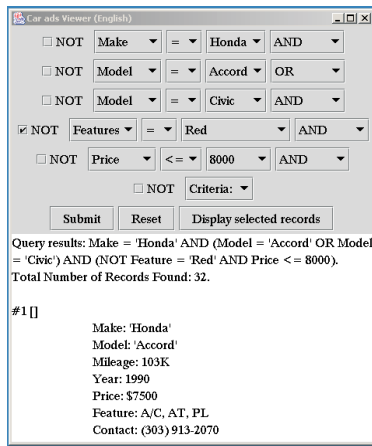 Car ads Viewer (English)
NOT Make = Honda AND
NOT Model = Accord OR
NOT Model = Civic AND
NOT Features = Red AND
NOT Price <= 8000 AND
NOT Criteria:
Submit Reset Display selected records
Query results: Make = 'Honda' AND (Model = 'Accord' OR Model
= 'Civic') AND (NOT Feature = 'Red' AND Price <= 8000).
Total Number of Records Found: 32.
#1 []
Make: 'Honda'
Model: 'Accord'
Mileage: 103K
Year: 1990
Price: $7500
Feature: A/C, AT, PL
Contact: (303) 913-2070